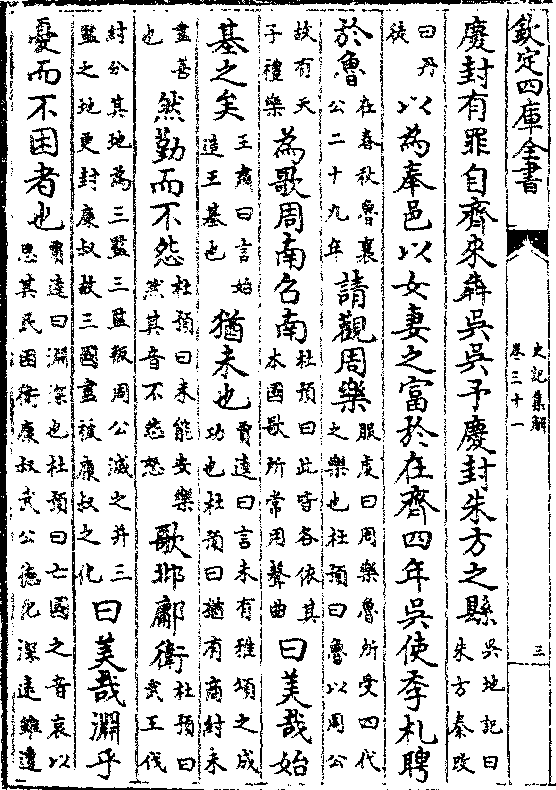 欽定四庫全書
史記集解
卷三十一
三
慶封有罪自齊來犇吳吳予慶封朱方之縣吳地記曰朱方秦改
曰丹徒以為奉邑以女妻之富於在齊四年吳使季札聘
於魯在春秋魯襄公二十九年請觀周樂服虔曰周樂魯所受四代之樂也杜預曰魯以周公
故有天子禮樂為歌周南召南杜預曰此皆各依其本國歌所常用聲曲曰美哉始
基之矣王肅曰言始造王基也猶未也賈逵曰言未有雅頌之成功也杜預曰猶有商紂未
盡善也然勤而不怨杜預曰未能安樂然其音不怨怒歌邶鄘衛杜預曰武王伐
紂分其地為三監三監叛周公滅之并三監之地更封康叔故三國盡被康叔之化曰美哉淵乎
憂而不困者也賈逵曰淵深也杜預曰亡國之音哀以思其民困衛康叔武公德化深遠雖遭